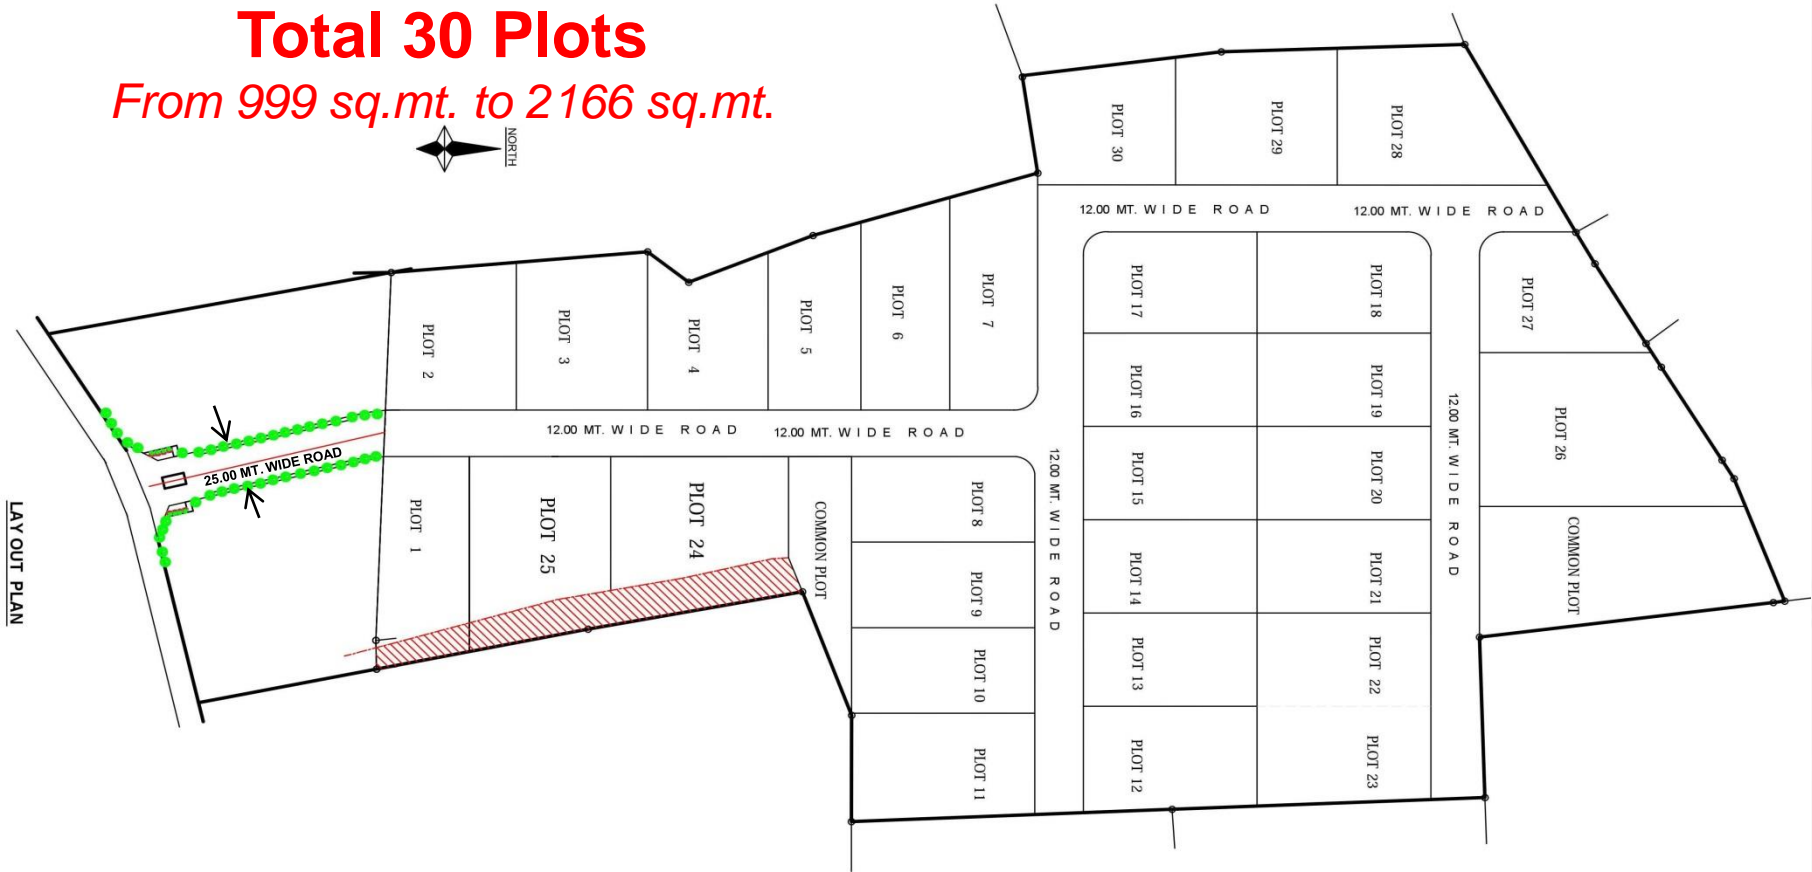 Total 30 Plots
From 999 sq.mt. to 2166 sq.mt.
NORTH
PLOT 30
PLOT 29
PLOT 28
12.00 MT. WIDE ROAD
12.00 MT. WIDE ROAD
PLOT 2
PLOT 3
PLOT 4
PLOT 5
PLOT 6
PLOT 7
PLOT 17
PLOT 18
PLOT 27
PLOT 16
PLOT 19
PLOT 26
12.00 MT. WIDE ROAD
12.00 MT. WIDE ROAD
12.00 MT. WIDE ROAD
12.00 MT. WIDE ROAD
25.00 MT. WIDE ROAD
PLOT 1
PLOT 25
PLOT 24
COMMON PLOT
PLOT 8
PLOT 9
PLOT 10
PLOT 11
PLOT 15
PLOT 20
PLOT 14
PLOT 21
COMMON PLOT
PLOT 13
PLOT 22
PLOT 12
PLOT 23
LAY OUT PLAN